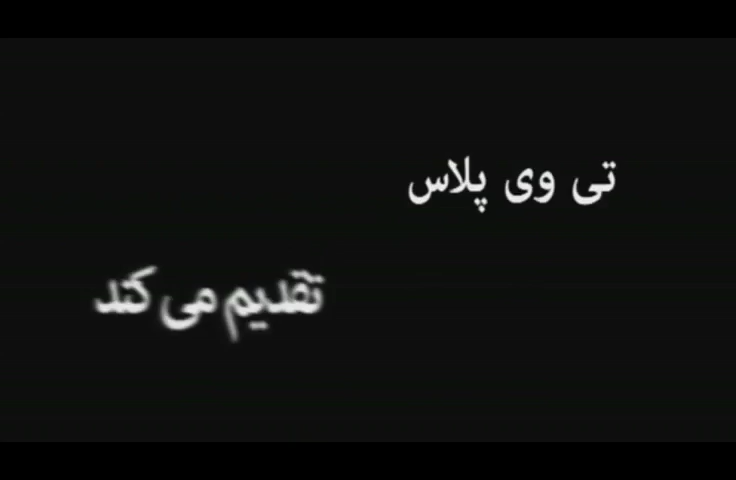 تی وی پلاس
تقدیم می کند